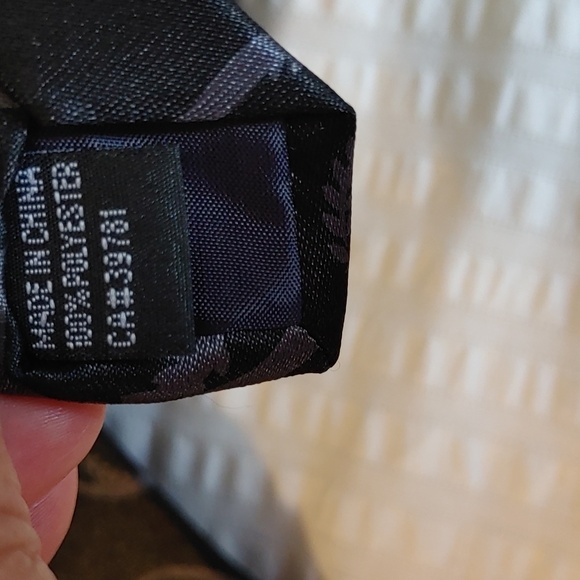 MADE IN CHINA
100% POLYESTER
CA# 39781